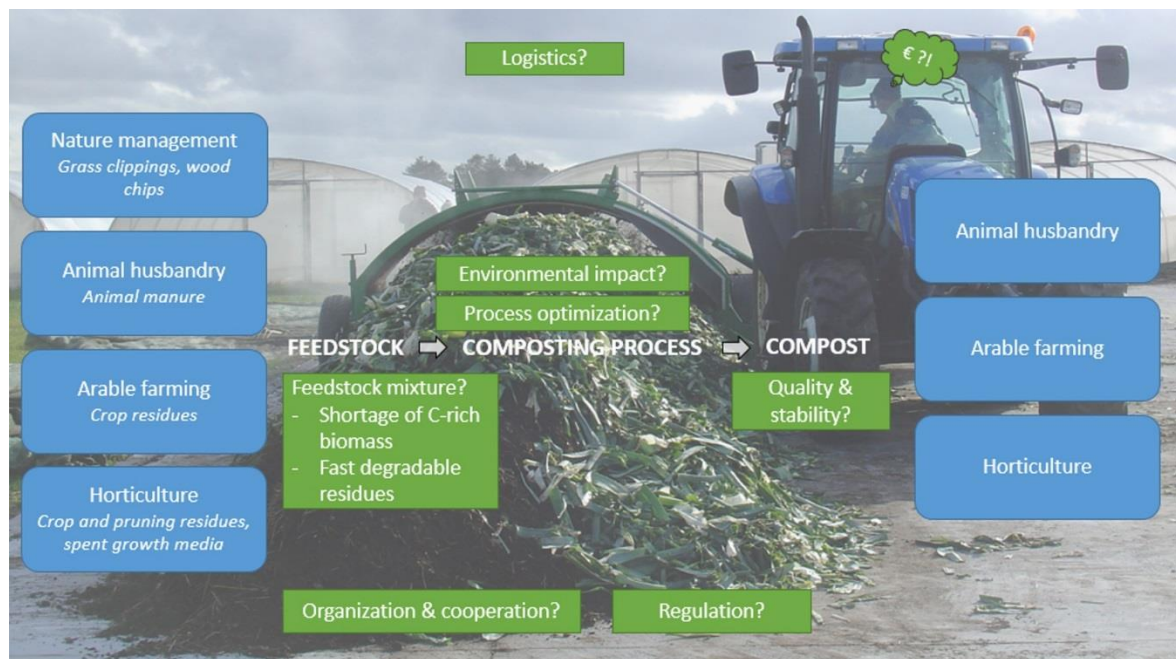 Logistics?
€ ?!
Nature management
Grass clippings, wood
chips
Animal husbandry
Animal manure
Arable farming
Crop residues
Horticulture
Crop and pruning residues,
spent growth media
Environmental impact?
Process optimization?
FEEDSTOCK
COMPOSTING PROCESS
COMPOST
Feedstock mixture?
- Shortage of C-rich
biomass
- Fast degradable
residues
Quality &
stability?
Animal husbandry
Arable farming
Horticulture
Organization & cooperation?
Regulation?